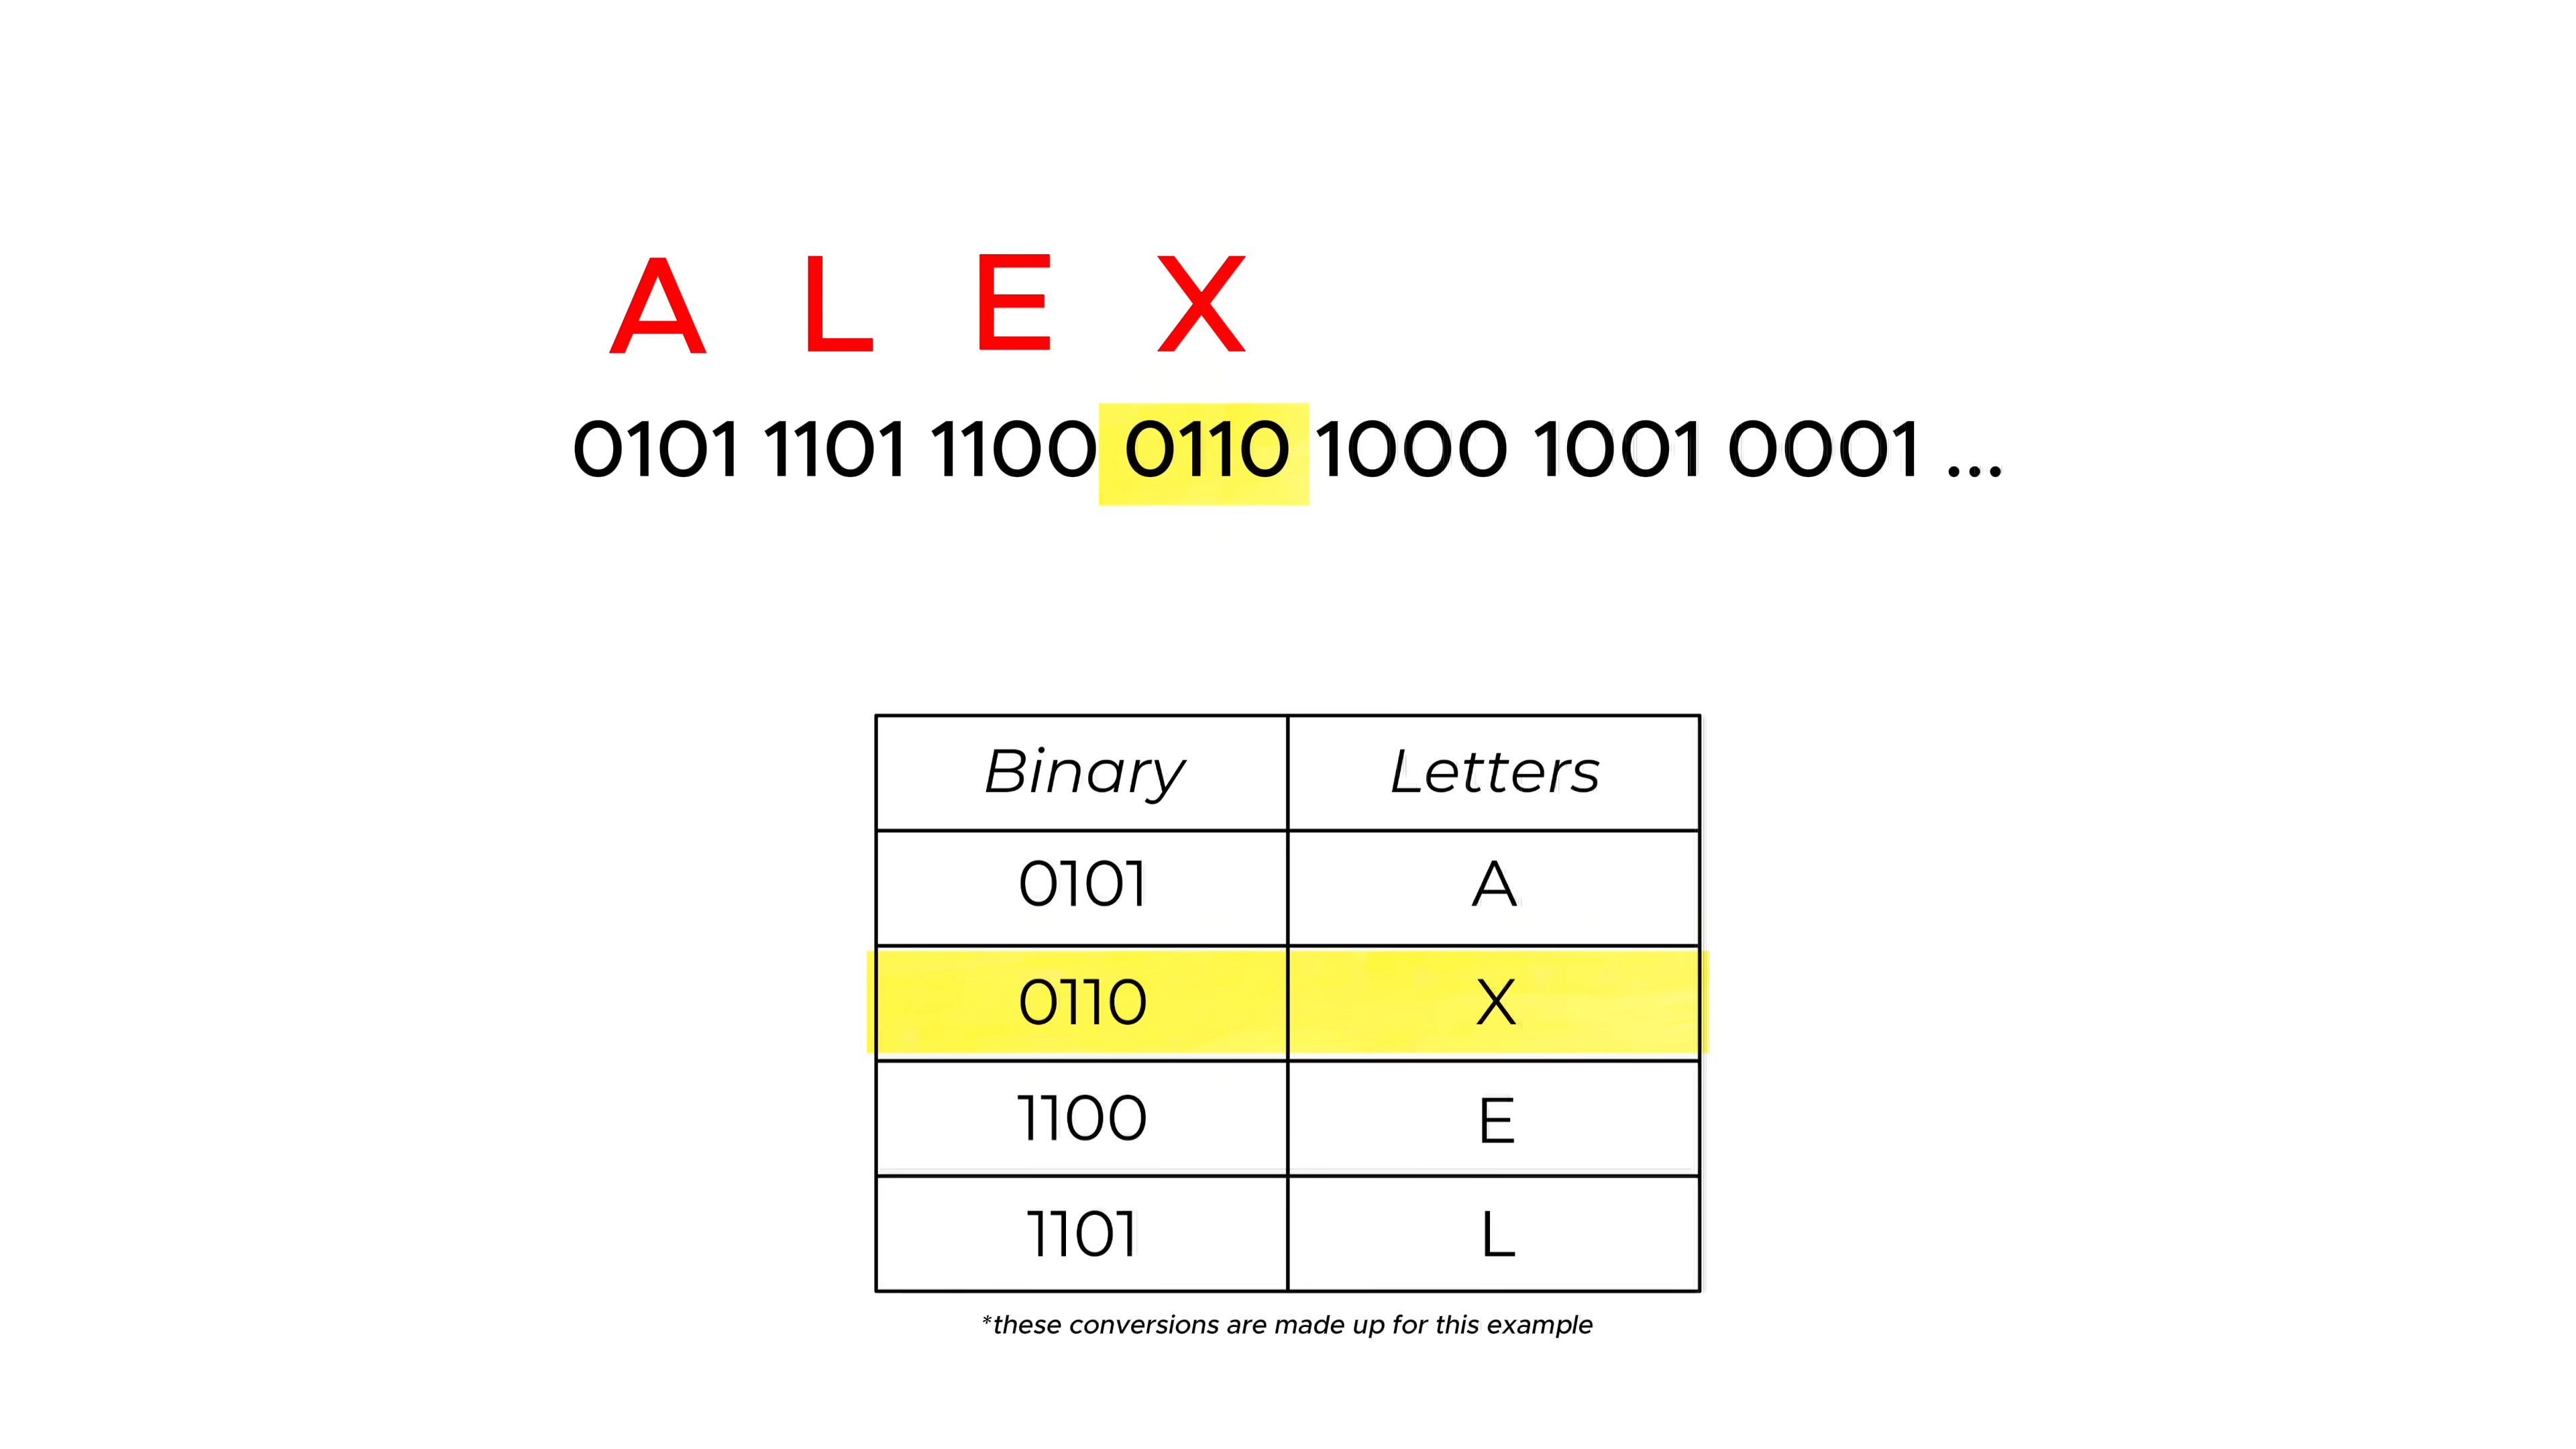 A L E X
0101 1101 1100 0110 1000 1001 0001 ...
Binary Letters
0101 A
0110 X
1100 E
1101 L
*these conversions are made up for this example